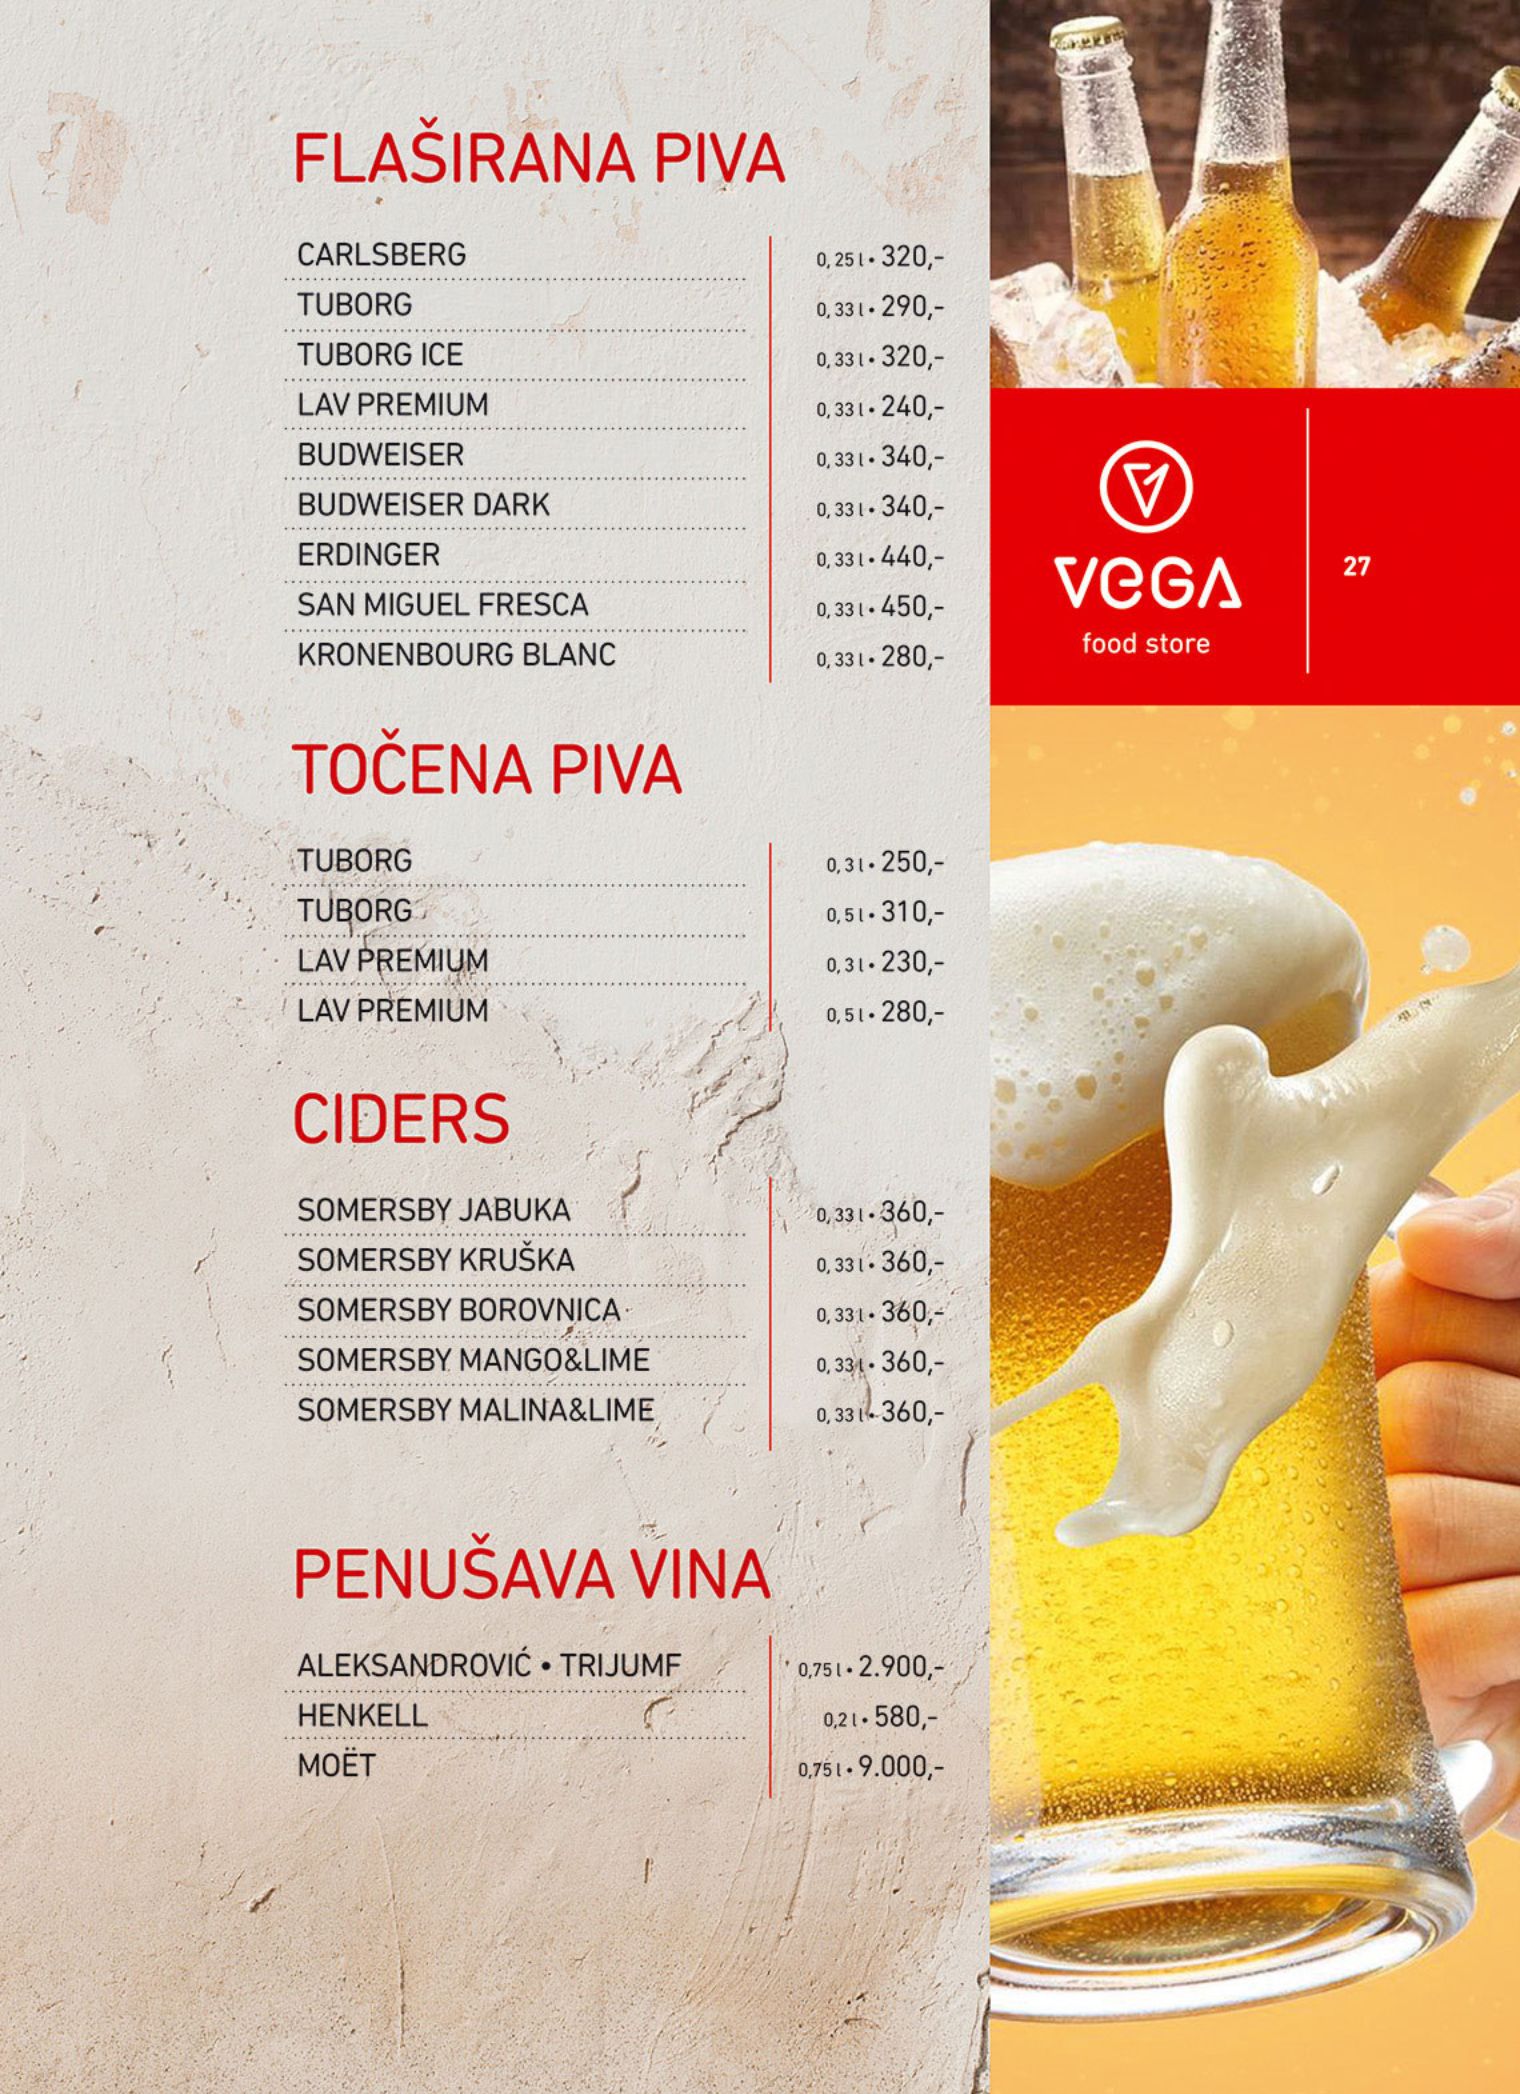 FLAŠIRANA PIVA
CARLSBERG 0,25 l • 320,-
TUBORG 0,33 l • 290,-
TUBORG ICE 0,33 l • 320,-
LAV PREMIUM 0,33 l • 240,-
BUDWEISER 0,33 l • 340,-
BUDWEISER DARK 0,33 l • 340,-
ERDINGER 0,33 l • 440,-
SAN MIGUEL FRESCA 0,33 l • 450,-
KRONENBOURG BLANC 0,33 l • 280,-
TOČENA PIVA
TUBORG 0,3 l • 250,-
TUBORG 0,5 l • 310,-
LAV PREMIUM 0,3 l • 230,-
LAV PREMIUM 0,5 l • 280,-
CIDERS
SOMERSBY JABUKA 0,33 l • 360,-
SOMERSBY KRUŠKA 0,33 l • 360,-
SOMERSBY BOROVNICA 0,33 l • 360,-
SOMERSBY MANGO&LIME 0,33 l • 360,-
SOMERSBY MALINA&LIME 0,33 l • 360,-
PENUŠAVA VINA
ALEKSANDROVIĆ • TRIJUMF 0,75 l • 2.900,-
HENKELL 0,2 l • 580,-
MOËT 0,75 l • 9.000,-
VEGA
food store
27